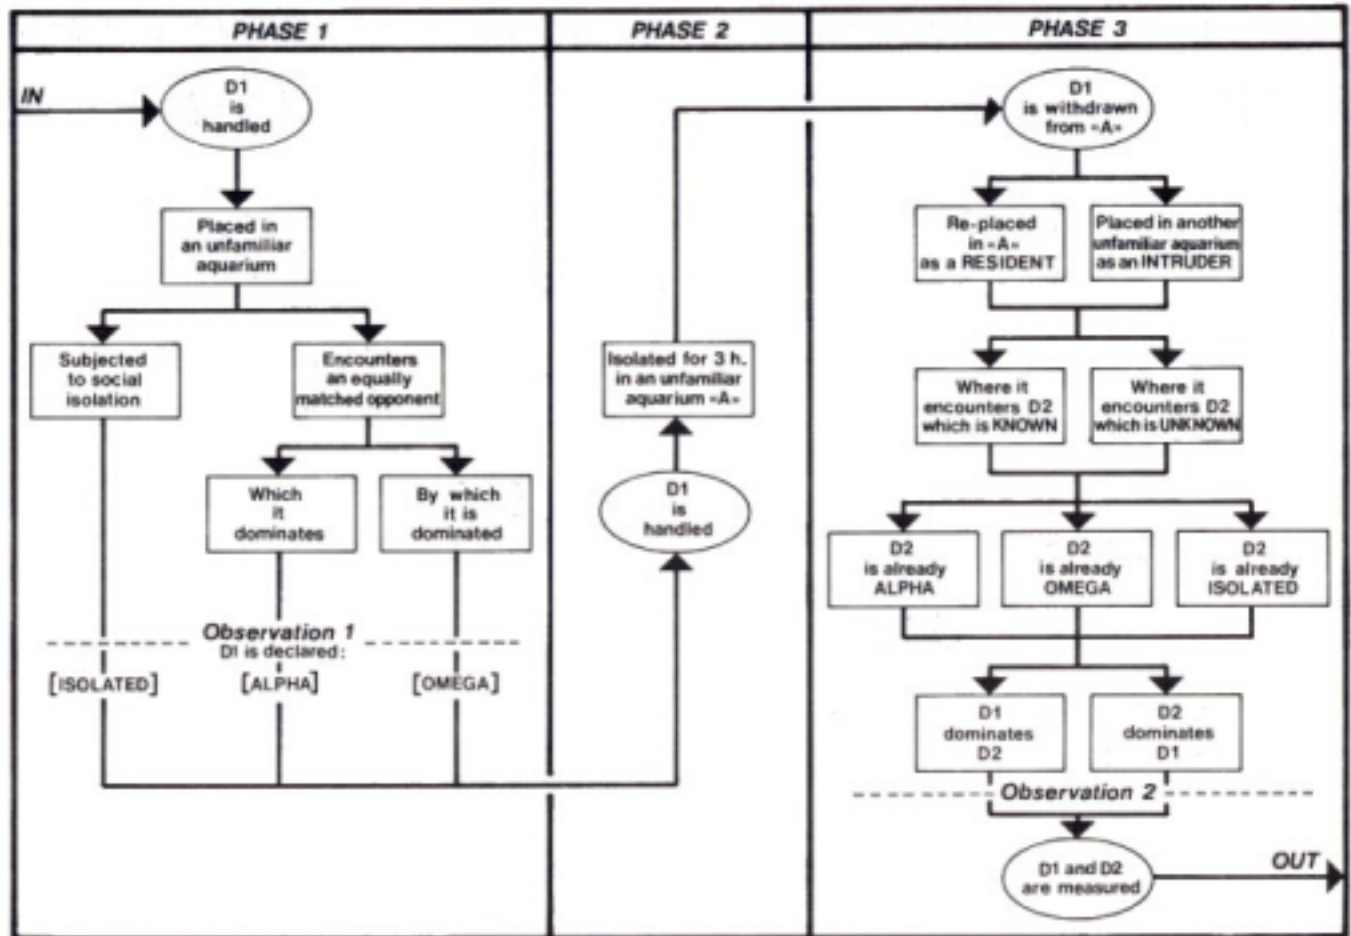 PHASE 1
IN
D1
is
handled
Placed in
an unfamiliar
aquarium
Subjected
to social
isolation
Encounters
an equally
matched opponent
Which
it
dominates
By which
it is
dominated
Observation 1
D1 is declared:
[ISOLATED]
[ALPHA]
[OMEGA]
PHASE 2
Isolated for 3 h.
in an unfamiliar
aquarium «A»
D1
is
handled
PHASE 3
D1
is withdrawn
from «A»
Re-placed
in «A»
as a RESIDENT
Placed in another
unfamiliar aquarium
as an INTRUDER
Where it
encounters D2
which is KNOWN
Where it
encounters D2
which is UNKNOWN
D2
is already
ALPHA
D2
is already
OMEGA
D2
is already
ISOLATED
D1
dominates
D2
D2
dominates
D1
Observation 2
D1 and D2
are measured
OUT